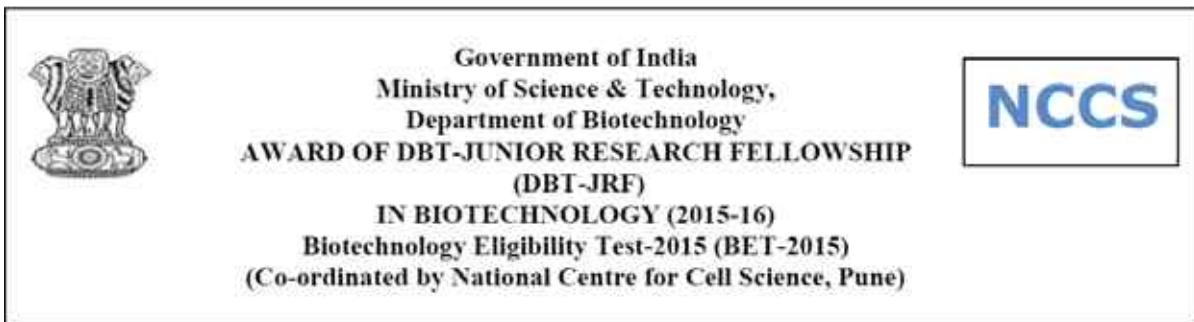 Government of India
Ministry of Science & Technology,
Department of Biotechnology
AWARD OF DBT-JUNIOR RESEARCH FELLOWSHIP
(DBT-JRF)
IN BIOTECHNOLOGY (2015-16)
Biotechnology Eligibility Test-2015 (BET-2015)
(Co-ordinated by National Centre for Cell Science, Pune)
NCCS